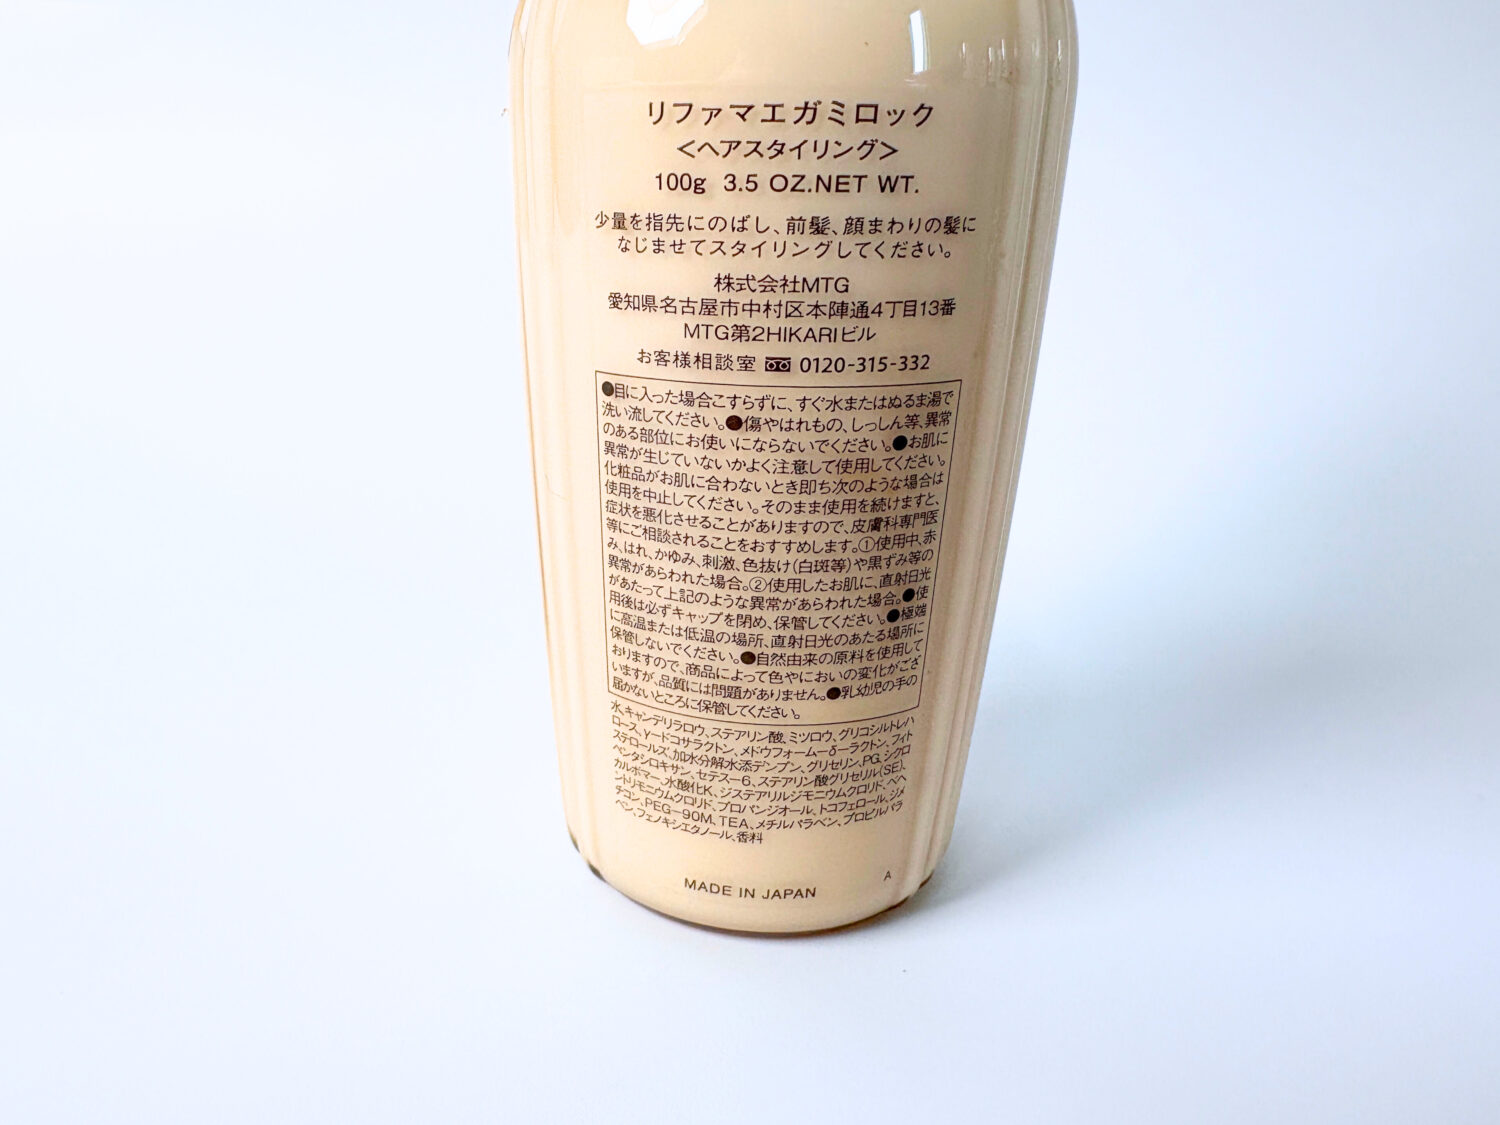 リファマエガミロック
<ヘアスタイリング>
100g 3.5 OZ.NET WT.
少量を指先にのばし、前髪、顔まわりの髪に
なじませてスタイリングしてください。
株式会社MTG
愛知県名古屋市中村区本陣通4丁目13番
MTG第2HIKARIビル
お客様相談室 0120-315-332
●目に入った場合こすらずに、すぐ水またはぬるま湯で
洗い流してください。●傷やはれもの、しっしん等、異常
のある部位にお使いにならないでください。●お肌に
異常が生じていないかよく注意して使用してください。
化粧品がお肌に合わないとき即ち次のような場合は
使用を中止してください。そのまま使用を続けますと、
症状を悪化させることがありますので、皮膚科専門医
等にご相談されることをおすすめします。①使用中、赤
み、はれ、かゆみ、刺激、色抜け(白斑等)や黒ずみ等の
異常があらわれた場合。②使用したお肌に、直射日光
があたって上記のような異常があらわれた場合。●使
用後は必ずキャップを閉め、保管してください。●極端
に高温または低温の場所、直射日光のあたる場所に
保管しないでください。●自然由来の原料を使用して
おりますので、商品によって色やにおいの変化がござ
いますが、品質には問題がありません。●乳幼児の手の
届かないところに保管してください。
水、キャンデリラロウ、ステアリン酸、ミツロウ、グリコシルトレハ
ロース、γードコサラクトン、メドウフォームーδーラクトン、フィト
ステロールズ、加水分解水添デンプン、グリセリン、PG、シクロ
ペンタシロキサン、セテスー6、ステアリン酸グリセリル(SE)、
カルボマー、水酸化K、ジステアリルジモニウムクロリド、ベヘ
ントリモニウムクロリド、プロパンジオール、トコフェロール、ジメ
チコン、PEGー90M、TEA、メチルパラベン、プロピルパラ
ベン、フェノキシエタノール、香料
MADE IN JAPAN
A